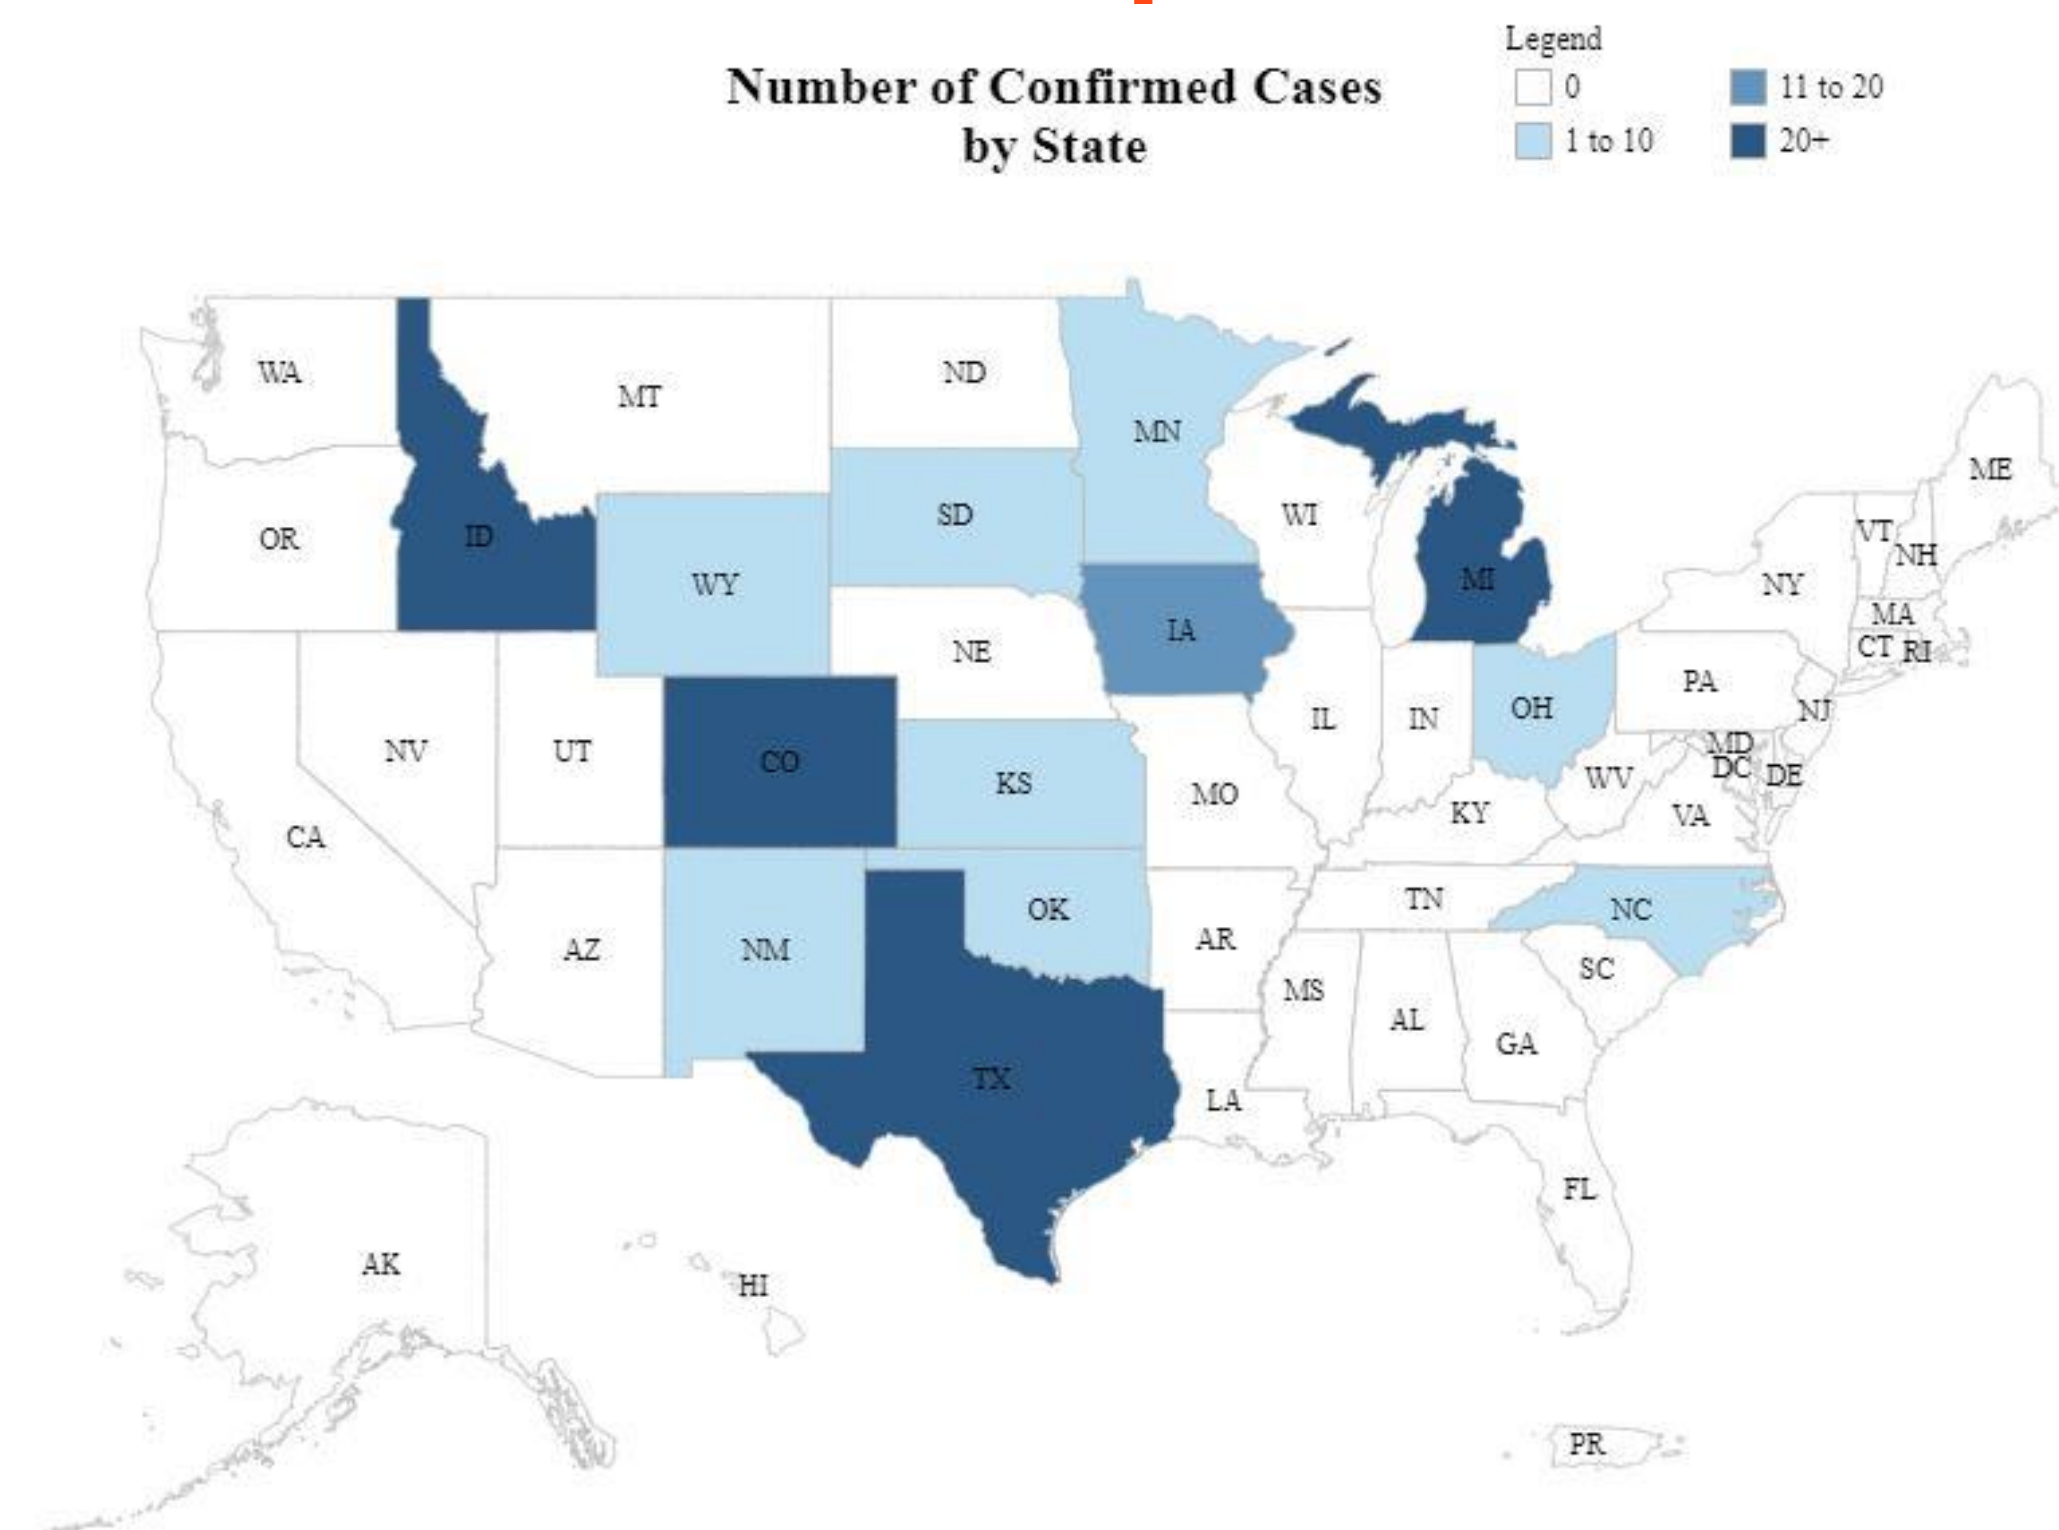 Number of Confirmed Cases
by State
Legend
0
11 to 20
1 to 10
20+
WA
MT
ND
MN
ME
OR
ID
SD
WI
VT
NH
WY
MI
NY
MA
IA
CT
RI
NE
PA
OH
NJ
IL
IN
NV
UT
CO
KS
MD
DC
DE
WV
MO
KY
VA
CA
TN
OK
NC
AZ
NM
AR
SC
MS
AL
GA
TX
LA
FL
AK
HI
PR